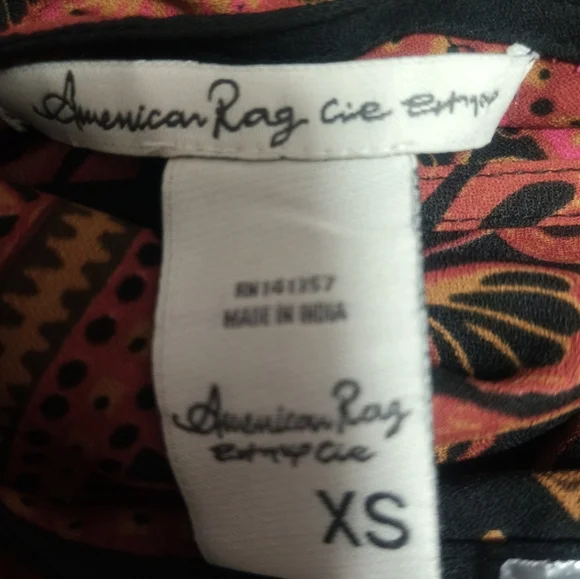 American Rag Cie
RN141357
MADE IN INDIA
American Rag
Cie
XS